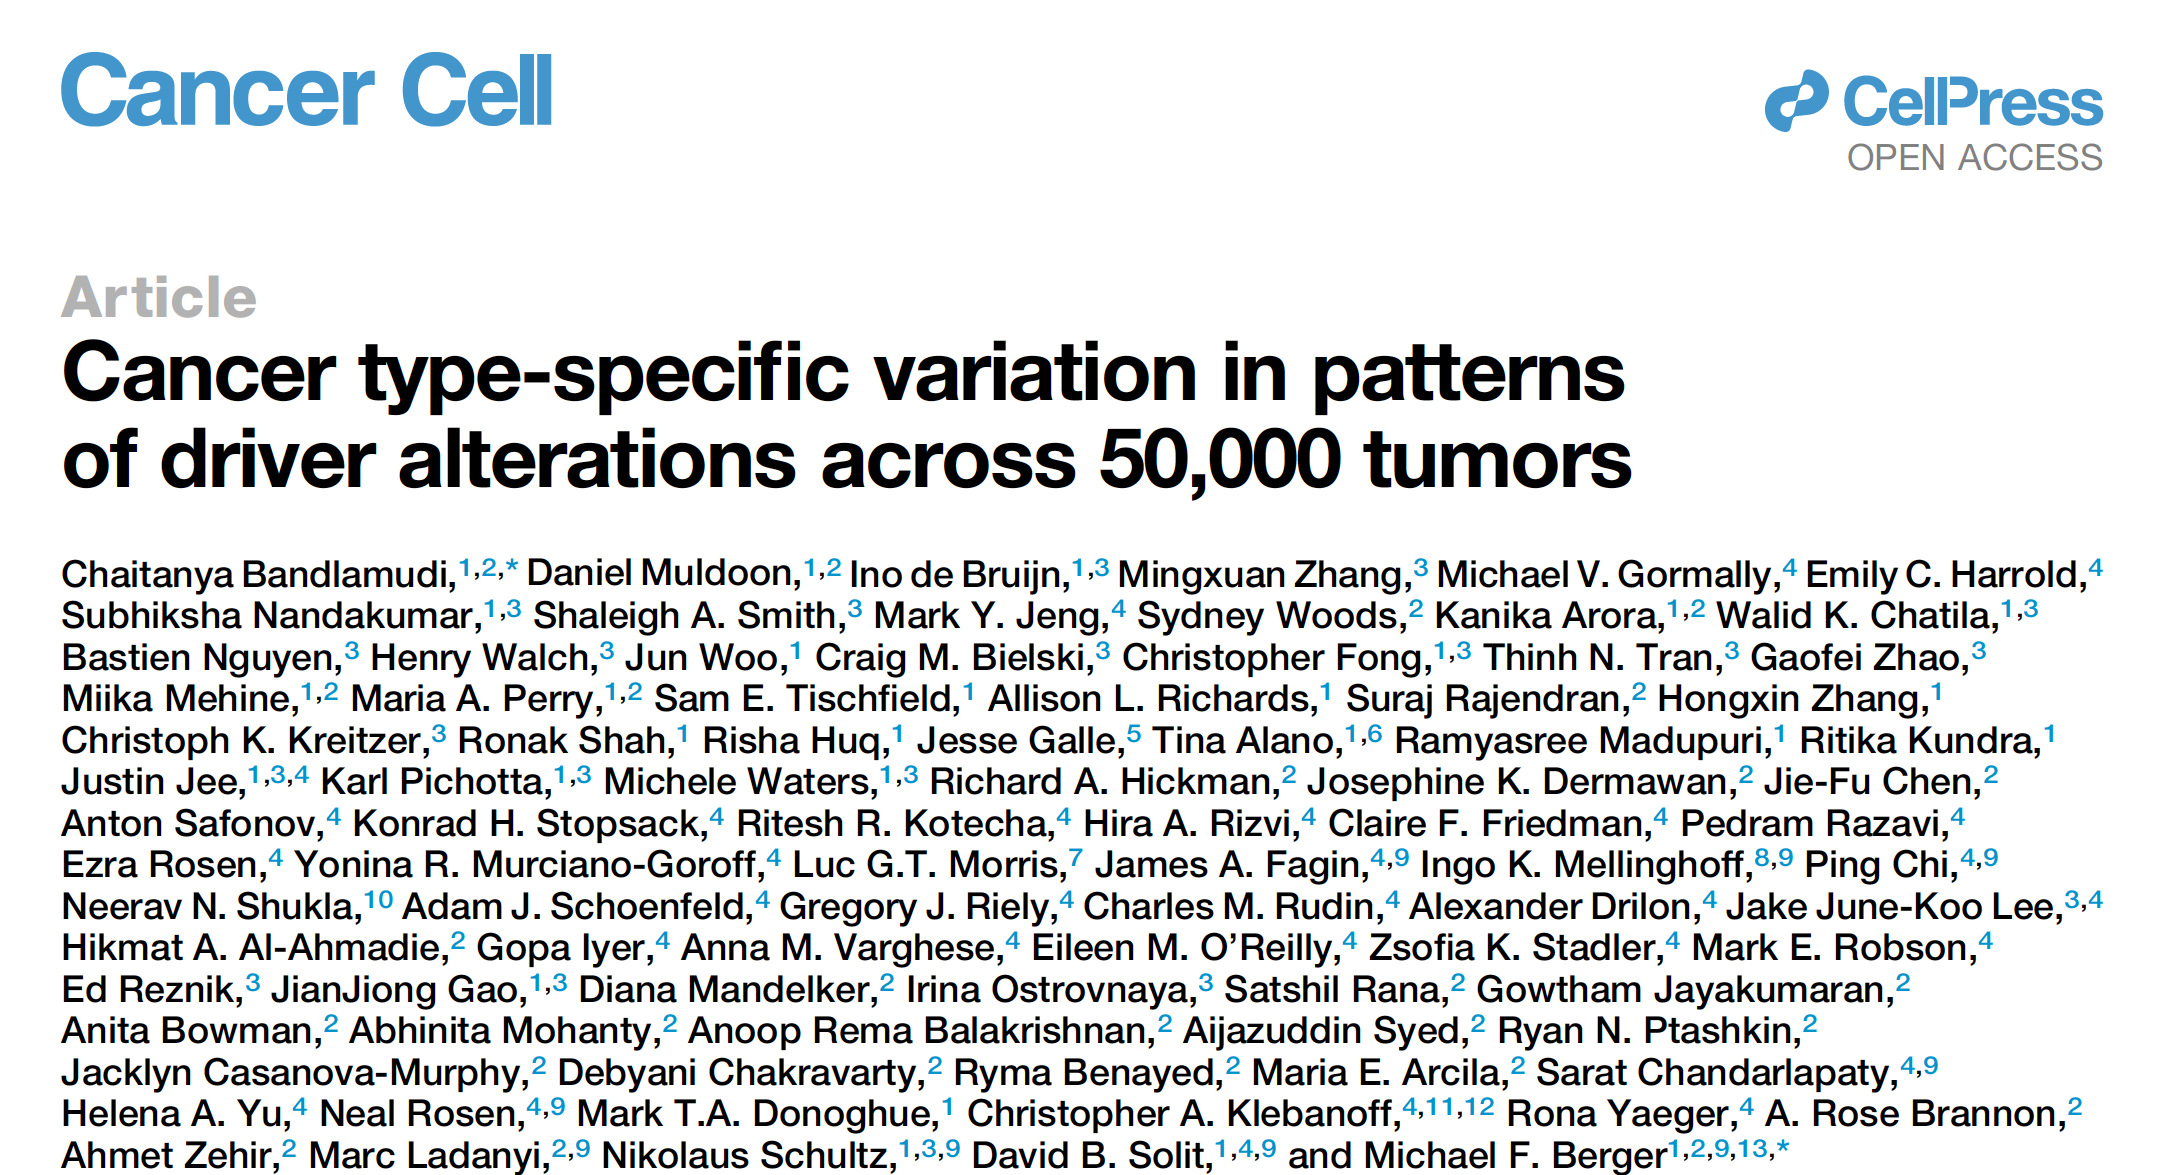 Cancer Cell
CellPress
OPEN ACCESS
Article
Cancer type-specific variation in patterns
of driver alterations across 50,000 tumors
Chaitanya Bandlamudi,1,2,* Daniel Muldoon,1,2 Ino de Bruijn,1,3 Mingxuan Zhang,3 Michael V. Gormally,4 Emily C. Harrold,4
Subhiksha Nandakumar,1,3 Shaleigh A. Smith,3 Mark Y. Jeng,4 Sydney Woods,2 Kanika Arora,1,2 Walid K. Chatila,1,3
Bastien Nguyen,3 Henry Walch,3 Jun Woo,1 Craig M. Bielski,3 Christopher Fong,1,3 Thinh N. Tran,3 Gaofei Zhao,3
Miika Mehine,1,2 Maria A. Perry,1,2 Sam E. Tischfield,1 Allison L. Richards,1 Suraj Rajendran,2 Hongxin Zhang,1
Christoph K. Kreitzer,3 Ronak Shah,1 Risha Huq,1 Jesse Galle,5 Tina Alano,1,6 Ramyasree Madupuri,1 Ritika Kundra,1
Justin Jee,1,3,4 Karl Pichotta,1,3 Michele Waters,1,3 Richard A. Hickman,2 Josephine K. Dermawan,2 Jie-Fu Chen,2
Anton Safonov,4 Konrad H. Stopsack,4 Ritesh R. Kotecha,4 Hira A. Rizvi,4 Claire F. Friedman,4 Pedram Razavi,4
Ezra Rosen,4 Yonina R. Murciano-Goroff,4 Luc G.T. Morris,7 James A. Fagin,4,9 Ingo K. Mellinghoff,8,9 Ping Chi,4,9
Neerav N. Shukla,10 Adam J. Schoenfeld,4 Gregory J. Riely,4 Charles M. Rudin,4 Alexander Drilon,4 Jake June-Koo Lee,3,4
Hikmat A. Al-Ahmadie,2 Gopa Iyer,4 Anna M. Varghese,4 Eileen M. O'Reilly,4 Zsofia K. Stadler,4 Mark E. Robson,4
Ed Reznik,3 JianJiong Gao,1,3 Diana Mandelker,2 Irina Ostrovnaya,3 Satshil Rana,2 Gowtham Jayakumaran,2
Anita Bowman,2 Abhinita Mohanty,2 Anoop Rema Balakrishnan,2 Aijazuddin Syed,2 Ryan N. Ptashkin,2
Jacklyn Casanova-Murphy,2 Debyani Chakravarty,2 Ryma Benayed,2 Maria E. Arcila,2 Sarat Chandarlapaty,4,9
Helena A. Yu,4 Neal Rosen,4,9 Mark T.A. Donoghue,1 Christopher A. Klebanoff,4,11,12 Rona Yaeger,4 A. Rose Brannon,2
Ahmet Zehir,2 Marc Ladanyi,2,9 Nikolaus Schultz,1,3,9 David B. Solit,1,4,9 and Michael F. Berger1,2,9,13,*